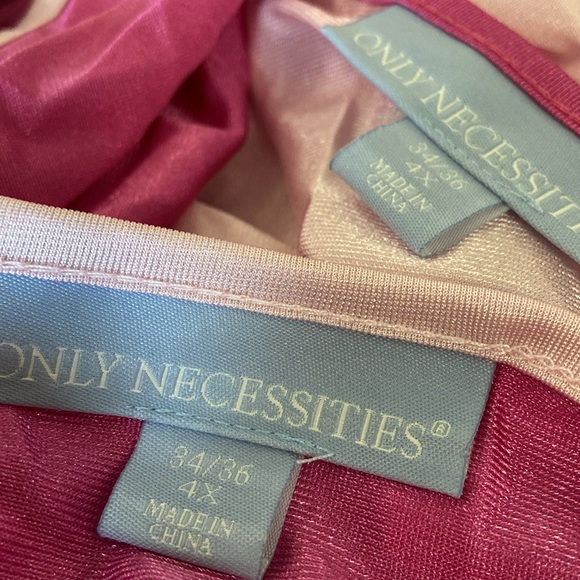 ONLY NECESSITIES
34/36
4X
MADE IN
CHINA
ONLY NECESSITIES®
34/36
4X
MADE IN
CHINA